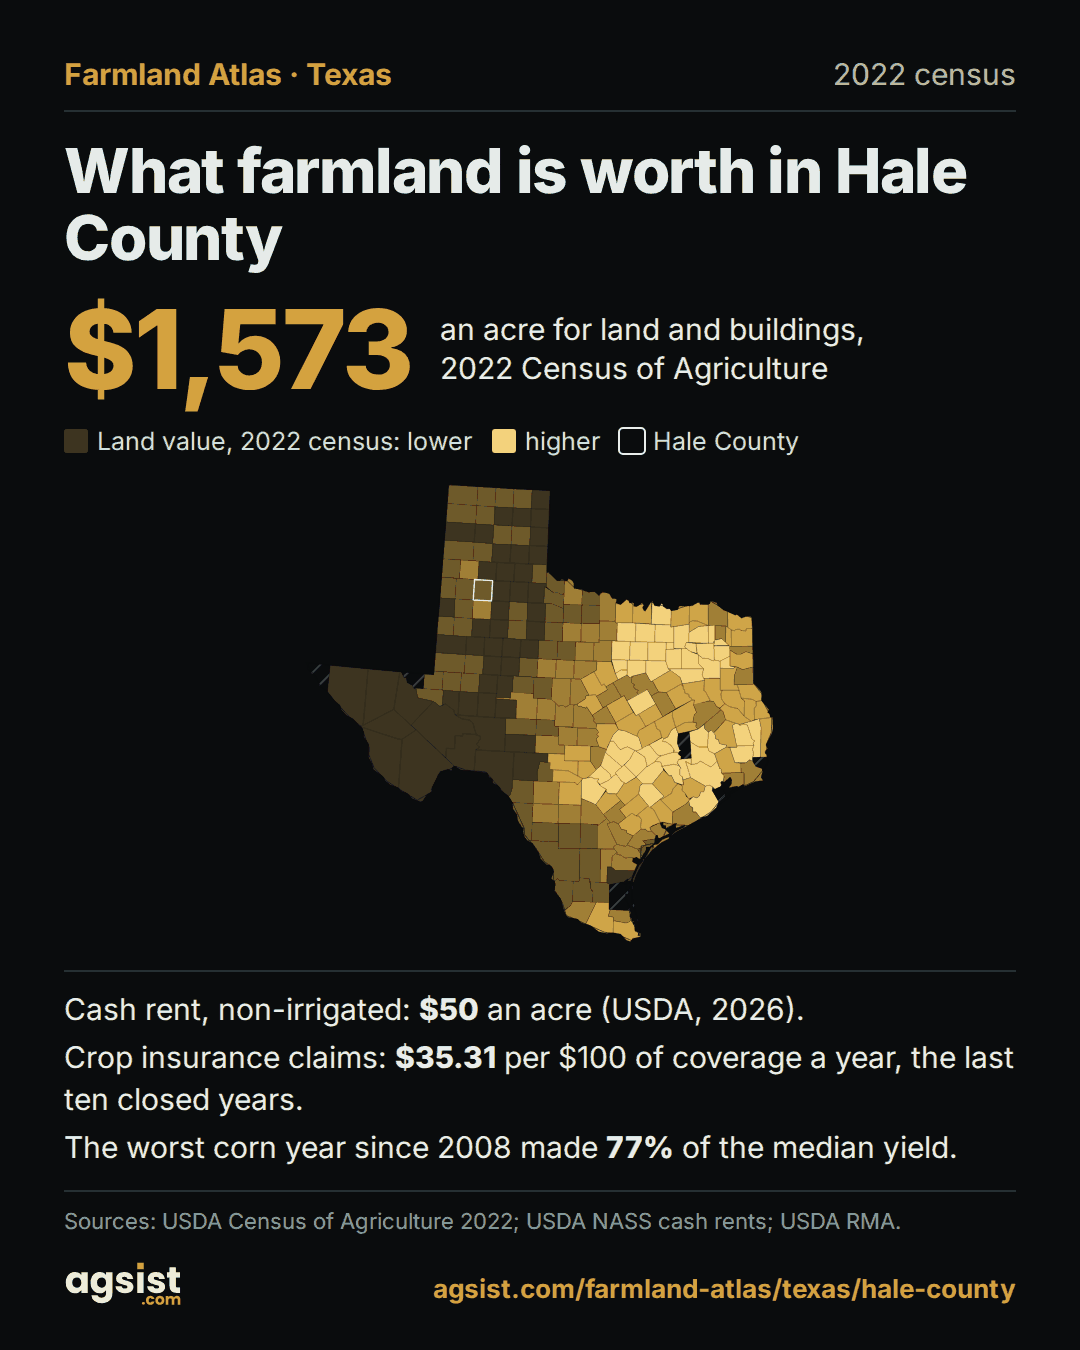 Farmland Atlas · Texas
2022 census
What farmland is worth in Hale
County
$1,573
an acre for land and buildings,
2022 Census of Agriculture
Land value, 2022 census: lower
higher
Hale County
Cash rent, non-irrigated: $50 an acre (USDA, 2026).
Crop insurance claims: $35.31 per $100 of coverage a year, the last
ten closed years.
The worst corn year since 2008 made 77% of the median yield.
Sources: USDA Census of Agriculture 2022; USDA NASS cash rents; USDA RMA.
agsist
.com
agsist.com/farmland-atlas/texas/hale-county